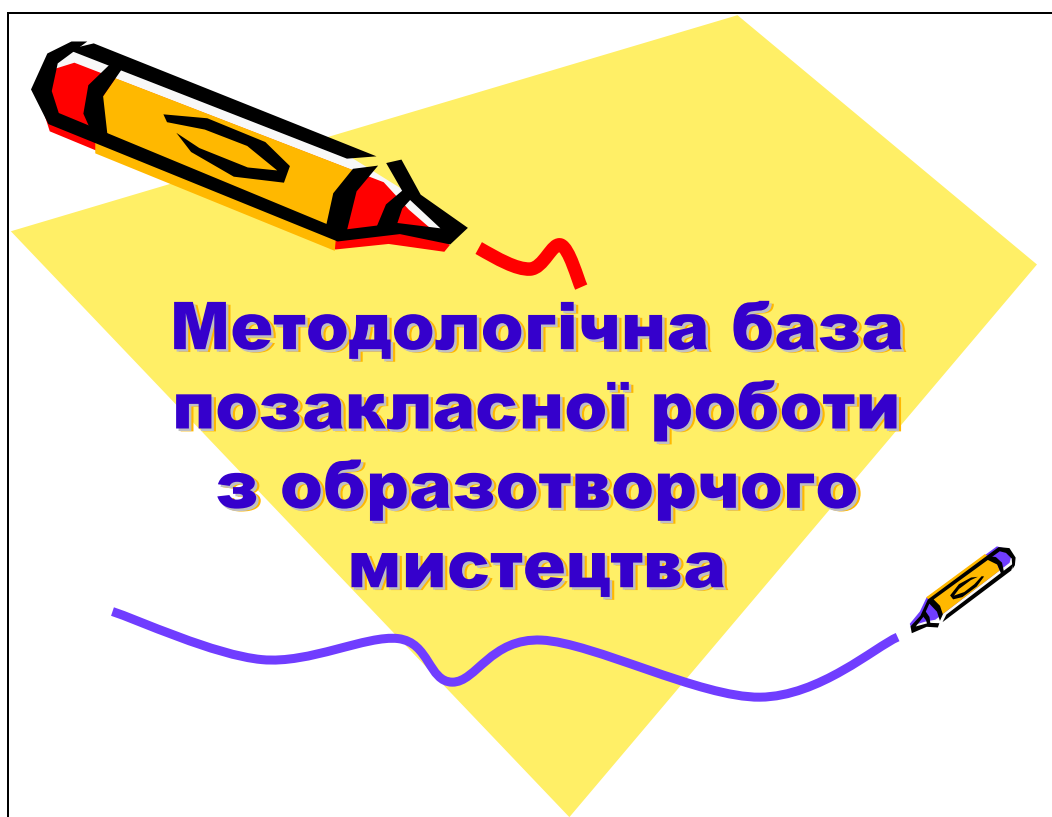 Методологічна база
позакласної роботи
з образотворчого
мистецтва